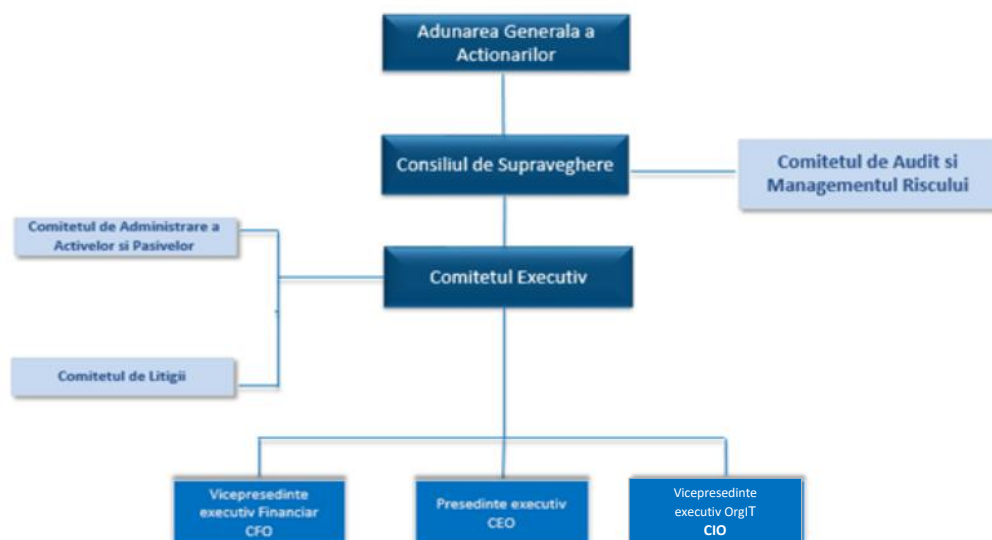 Adunarea Generala a
Actionarilor
Consiliul de Supraveghere
Comitetul de Audit si
Managementul Riscului
Comitetul de Administrare a
Activelor si Pasivelor
Comitetul Executiv
Comitetul de Litigii
Vicepresedinte
executiv Financiar
CFO
Presedinte executiv
CEO
Vicepresedinte
executiv OrgIT
CIO